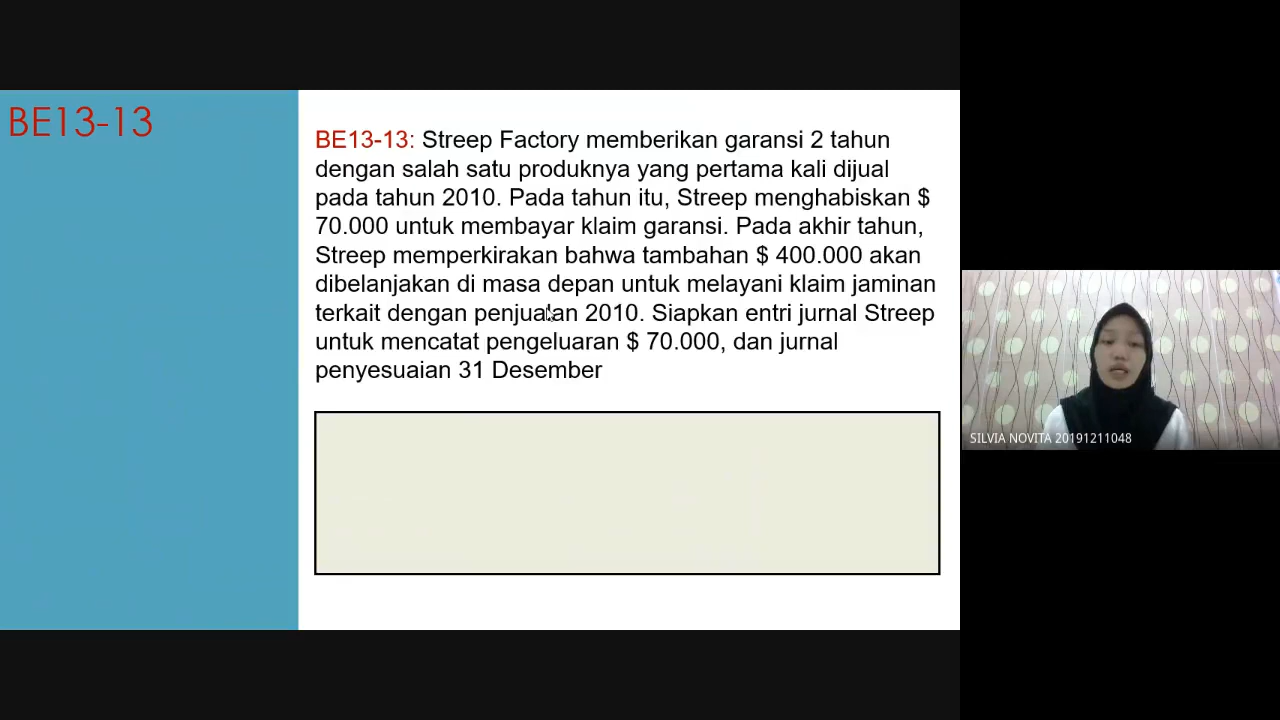 BE13-13
BE13-13: Streep Factory memberikan garansi 2 tahun
dengan salah satu produknya yang pertama kali dijual
pada tahun 2010. Pada tahun itu, Streep menghabiskan $
70.000 untuk membayar klaim garansi. Pada akhir tahun,
Streep memperkirakan bahwa tambahan $ 400.000 akan
dibelanjakan di masa depan untuk melayani klaim jaminan
terkait dengan penjualan 2010. Siapkan entri jurnal Streep
untuk mencatat pengeluaran $ 70.000, dan jurnal
penyesuaian 31 Desember
SILVIA NOVITA 20191211048